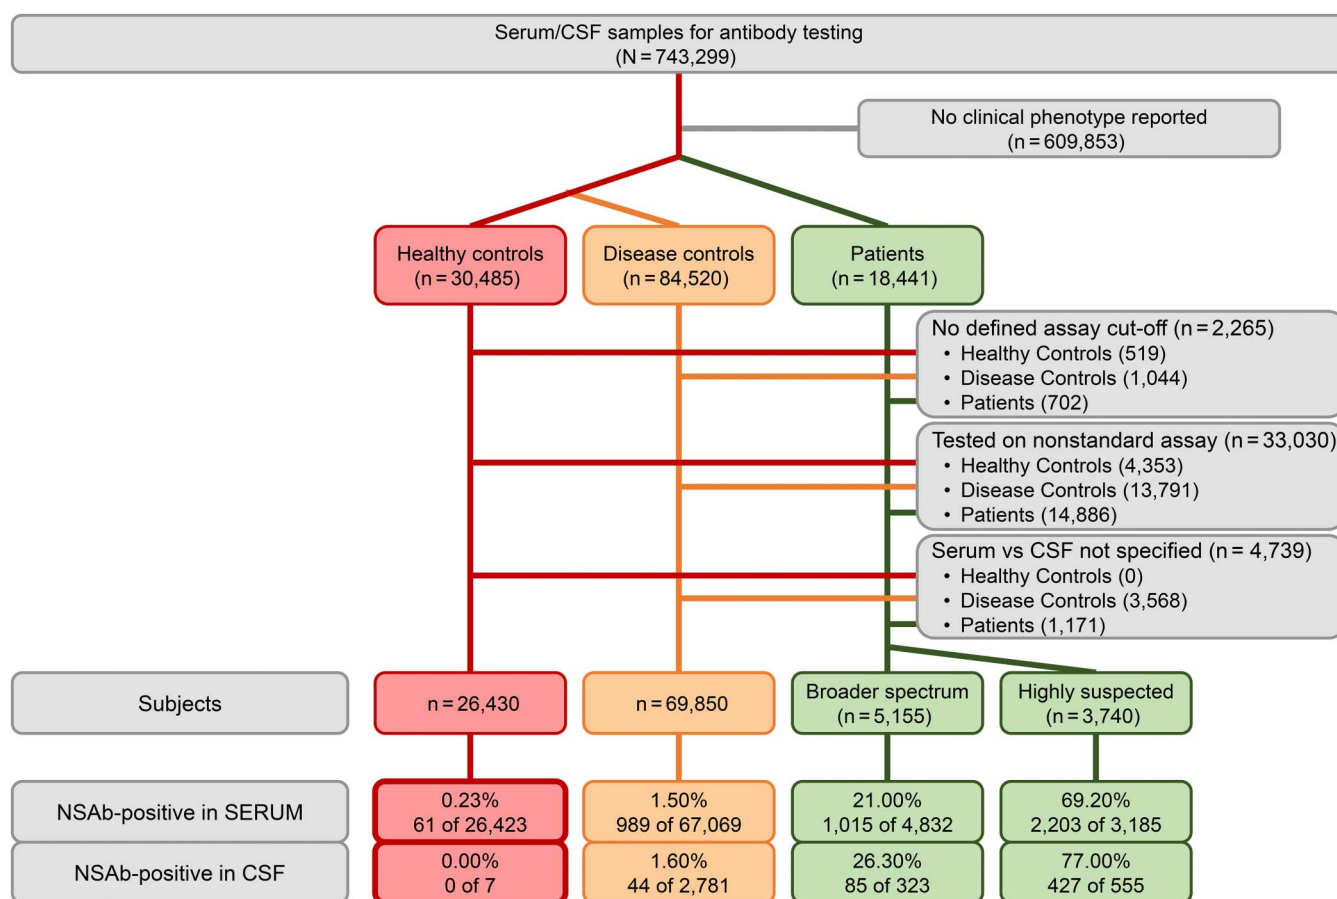 Serum/CSF samples for antibody testing
(N = 743,299)
No clinical phenotype reported
(n = 609,853)
Healthy controls
(n = 30,485)
Disease controls
(n = 84,520)
Patients
(n = 18,441)
No defined assay cut-off (n = 2,265)
• Healthy Controls (519)
• Disease Controls (1,044)
• Patients (702)
Tested on nonstandard assay (n = 33,030)
• Healthy Controls (4,353)
• Disease Controls (13,791)
• Patients (14,886)
Serum vs CSF not specified (n = 4,739)
• Healthy Controls (0)
• Disease Controls (3,568)
• Patients (1,171)
Subjects
n = 26,430
n = 69,850
Broader spectrum
(n = 5,155)
Highly suspected
(n = 3,740)
NSAb-positive in SERUM
0.23%
61 of 26,423
1.50%
989 of 67,069
21.00%
1,015 of 4,832
69.20%
2,203 of 3,185
NSAb-positive in CSF
0.00%
0 of 7
1.60%
44 of 2,781
26.30%
85 of 323
77.00%
427 of 555